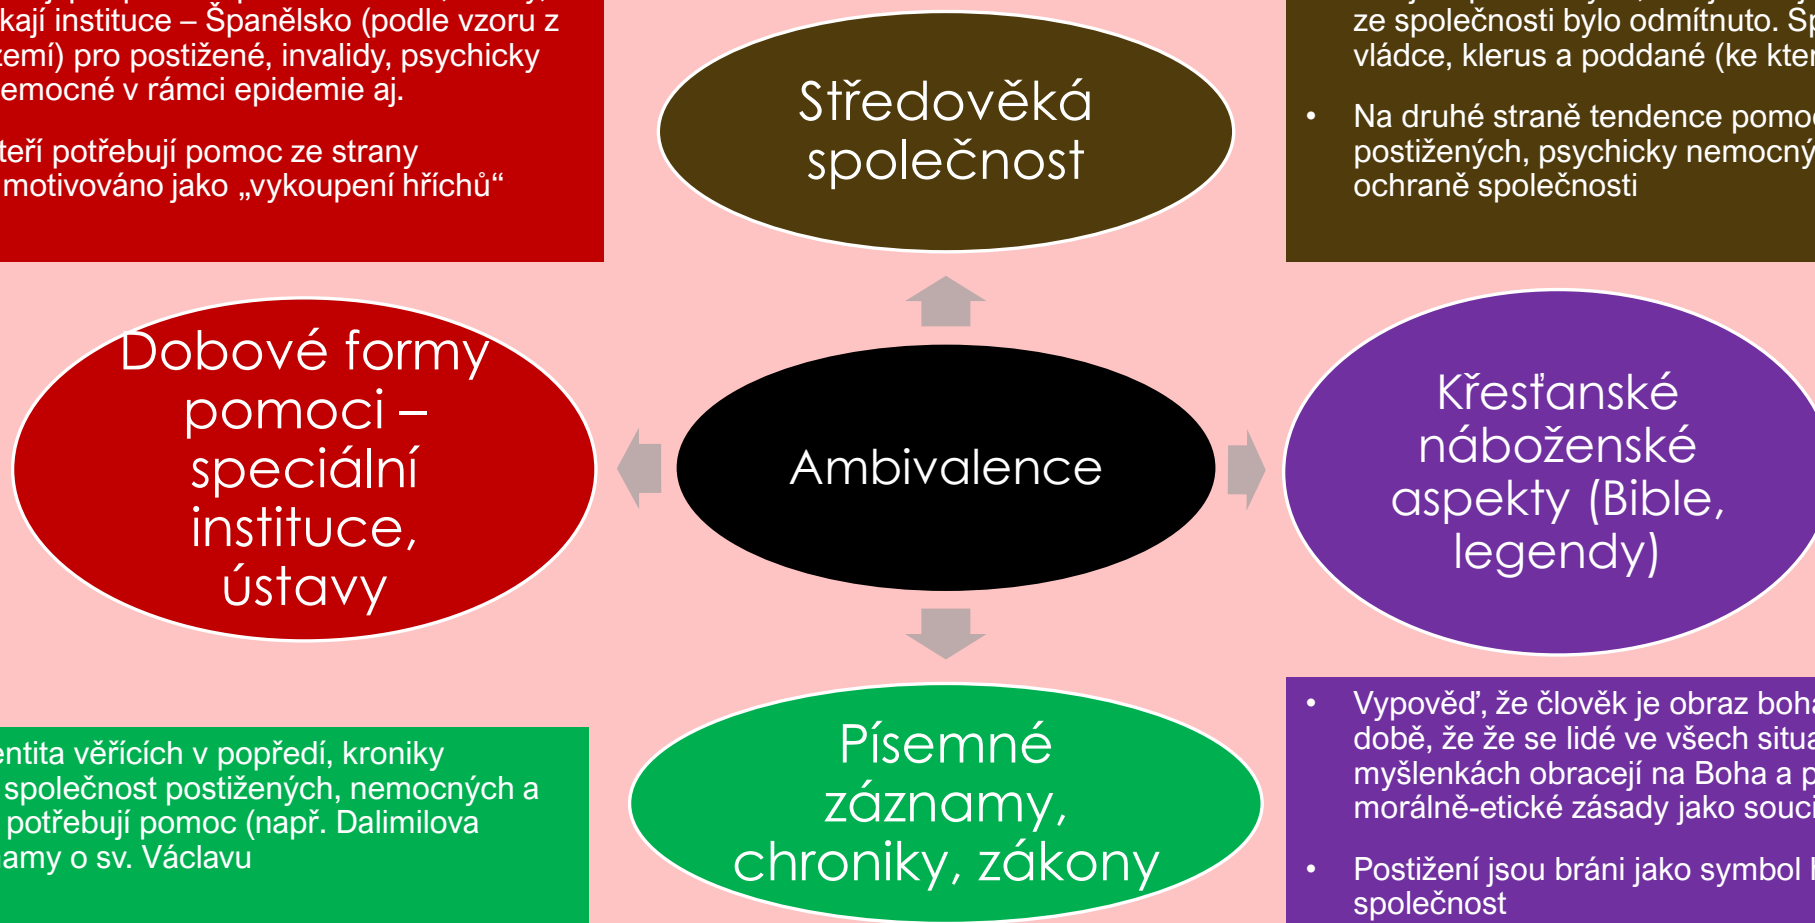 kají instituce – Španělsko (podle vzoru z
zemí) pro postižené, invalidy, psychicky
nemocné v rámci epidemie aj.
teří potřebují pomoc ze strany
motivováno jako „vykoupení hříchů“
Středověká
společnost
ze společnosti bylo odmítnuto.
vládce, klerus a poddané (ke
• Na druhé straně tendence
postižených, psychicky
ochraně společnosti
Dobové formy
pomoci –
speciální
instituce,
ústavy
Ambivalence
Křesťanské
náboženské
aspekty (Bible,
legendy)
entita věřících v popředí, kroniky
společnost postižených, nemocných a
potřebují pomoc (např. Dalimilova
namy o sv. Václavu
Písemné
záznamy,
chroniky, zákony
• Vypověď, že člověk je obraz boha
době, že že se lidé ve všech
myšlenkách obracejí na Boha a
morálně-etické zásady jako
• Postižení jsou bráni jako symbol
společnost